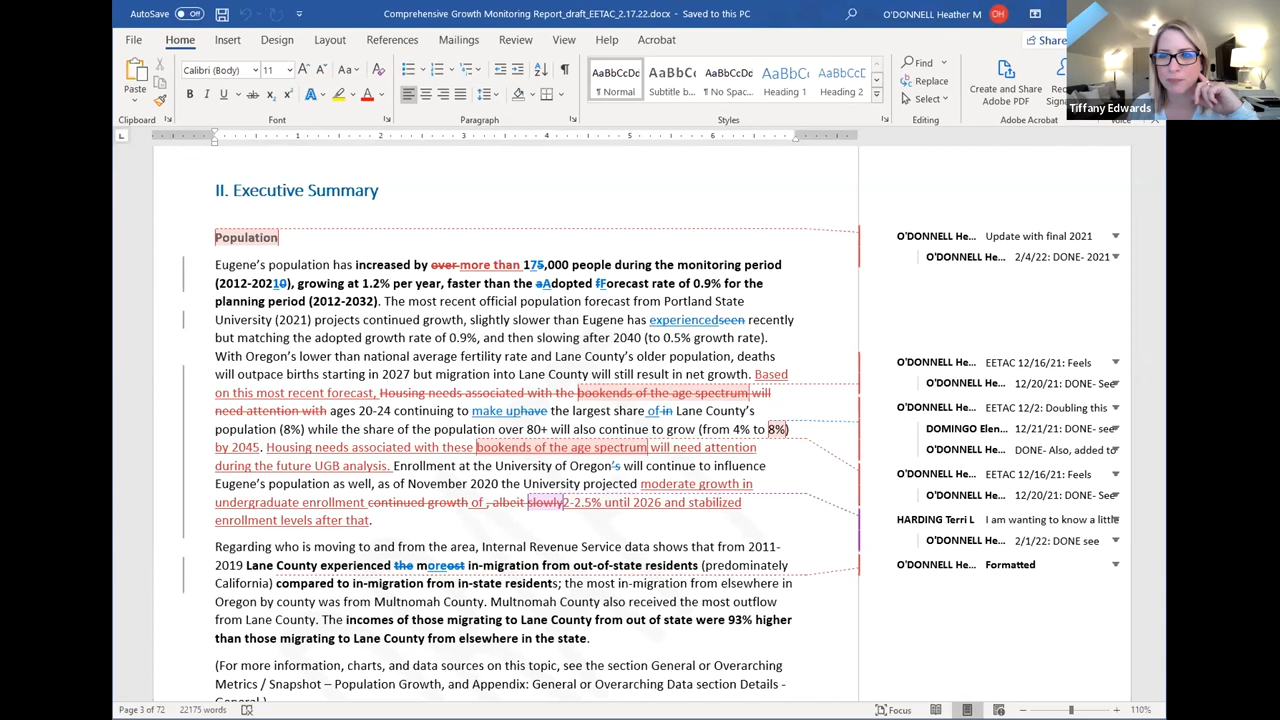 AutoSave Off
Comprehensive Growth Monitoring Report_draft_EETAC_2.17.22.docx - Saved to this PC
O'DONNELL Heather M OH
File Home Insert Design Layout References Mailings Review View Help Acrobat
Share
Tiffany Edwards
Paste
Calibri (Body) 11
Find
Replace
Select
AaBbCcDc AaBbCc AaBbCcDc AaBbCc AaBbCcD
¶ Normal Subtitle b... ¶ No Spac... Heading 1 Heading 2
Create and Share
Adobe PDF
Clipboard Font Paragraph Styles Editing Adobe Acrobat
1 2 3 4 5 6
II. Executive Summary
Population
Eugene's population has increased by over more than 175,000 people during the monitoring period
(2012-20210), growing at 1.2% per year, faster than the aAdopted fForecast rate of 0.9% for the
planning period (2012-2032). The most recent official population forecast from Portland State
University (2021) projects continued growth, slightly slower than Eugene has experiencedseen recently
but matching the adopted growth rate of 0.9%, and then slowing after 2040 (to 0.5% growth rate).
With Oregon's lower than national average fertility rate and Lane County's older population, deaths
will outpace births starting in 2027 but migration into Lane County will still result in net growth. Based
on this most recent forecast, Housing needs associated with the bookends of the age spectrum will
need attention with ages 20-24 continuing to make uphave the largest share of in Lane County's
population (8%) while the share of the population over 80+ will also continue to grow (from 4% to 8%)
by 2045. Housing needs associated with these bookends of the age spectrum will need attention
during the future UGB analysis. Enrollment at the University of Oregon's will continue to influence
Eugene's population as well, as of November 2020 the University projected moderate growth in
undergraduate enrollment continued growth of , albeit slowly2-2.5% until 2026 and stabilized
enrollment levels after that.
Regarding who is moving to and from the area, Internal Revenue Service data shows that from 2011-
2019 Lane County experienced the moreost in-migration from out-of-state residents (predominately
California) compared to in-migration from in-state residents; the most in-migration from elsewhere in
Oregon by county was from Multnomah County. Multnomah County also received the most outflow
from Lane County. The incomes of those migrating to Lane County from out of state were 93% higher
than those migrating to Lane County from elsewhere in the state.
(For more information, charts, and data sources on this topic, see the section General or Overarching
Metrics / Snapshot – Population Growth, and Appendix: General or Overarching Data section Details -
General.)
O'DONNELL He... Update with final 2021
O'DONNELL He... 2/4/22: DONE- 2021
O'DONNELL He... EETAC 12/16/21: Feels
O'DONNELL He... 12/20/21: DONE- See
O'DONNELL He... EETAC 12/2: Doubling this
DOMINGO Elen... 12/21/21: DONE- see
O'DONNELL He... DONE- Also, added to
O'DONNELL He... EETAC 12/16/21: Feels
O'DONNELL He... 12/20/21: DONE- See
HARDING Terri L I am wanting to know a little
O'DONNELL He... 2/1/22: DONE see
O'DONNELL He... Formatted
Page 3 of 72 22175 words Focus 110%